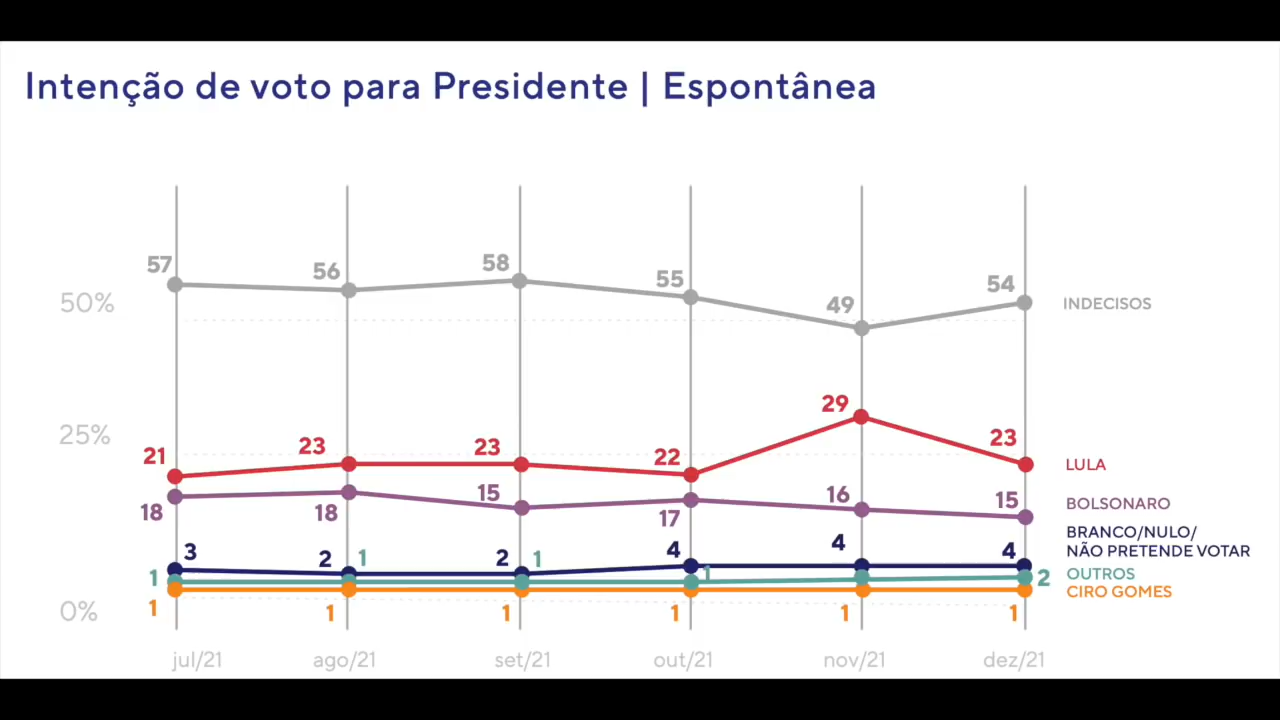 Intenção de voto para Presidente | Espontânea
57
56
58
55
49
54
50%
INDECISOS
29
25%
21
23
23
22
23
LULA
18
18
15
17
16
15
BOLSONARO
BRANCO/NULO/
NÃO PRETENDE VOTAR
3
2
1
2
1
4
4
4
1
1
2
OUTROS
CIRO GOMES
0%
1
1
1
1
1
1
jul/21
ago/21
set/21
out/21
nov/21
dez/21